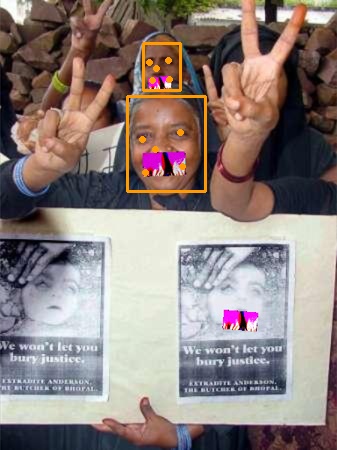 We won't let you
bury justice.
EXTRADITE ANDERSON,
THE BUTCHER OF BHOPAL.
We won't let you
bury justice.
EXTRADITE ANDERSON,
THE BUTCHER OF BHOPAL.